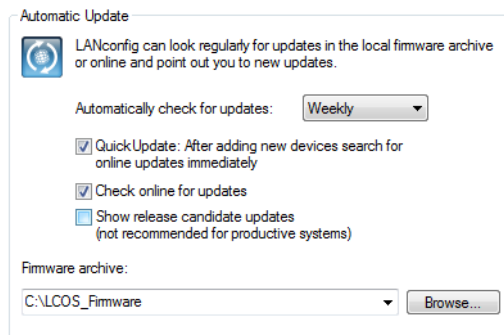 Automatic Update
LANconfig can look regularly for updates in the local firmware archive
or online and point out you to new updates.
Automatically check for updates: Weekly
QuickUpdate: After adding new devices search for
online updates immediately
Check online for updates
Show release candidate updates
(not recommended for productive systems)
Firmware archive:
C:\LCOS_Firmware Browse...